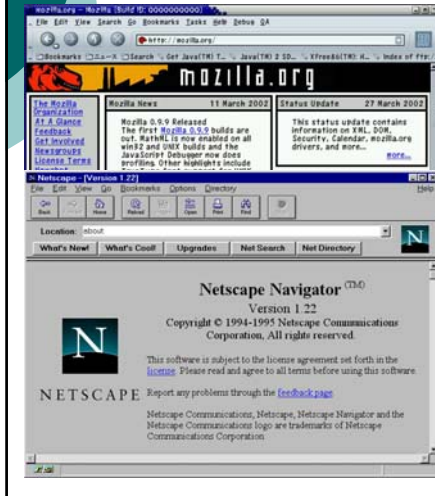 mozilla.org - Mozilla {Build ID: 0000000000}
File Edit View Search Go Bookmarks Tasks Help Debug QA
http://mozilla.org/
Bookmarks Search Get Java(TM) T... Java(TM) 2 SD... XFree86(TM): H... Index of ftp:/
mozilla.org
The Mozilla
Organization
At A Glance
Feedback
Get Involved
Newsgroups
License Terms
Mozilla News 11 March 2002
Mozilla 0.9.9 Released
The first Mozilla 0.9.9 builds are
out. MathML is now enabled on all
win32 and UNIX builds and the
JavaScript Debugger now does
profiling. Other highlights include
Status Update 27 March 2002
This status update contains
information on XML, DOM,
Security, Calendar, mozilla.org
drivers, and more...
more...
Netscape - [Version 1.22]
File Edit View Go Bookmarks Options Directory Help
Back Home Reload Open Print Find
Location: about
What's New! What's Cool! Upgrades Net Search Net Directory
N
Netscape Navigator (TM)
Version 1.22
Copyright © 1994-1995 Netscape Communications
Corporation, All rights reserved.
N
NETSCAPE
This software is subject to the license agreement set forth in the
license. Please read and agree to all terms before using this software.
Report any problems through the feedback page.
Netscape Communications, Netscape, Netscape Navigator and the
Netscape Communications logo are trademarks of Netscape
Communications Corporation